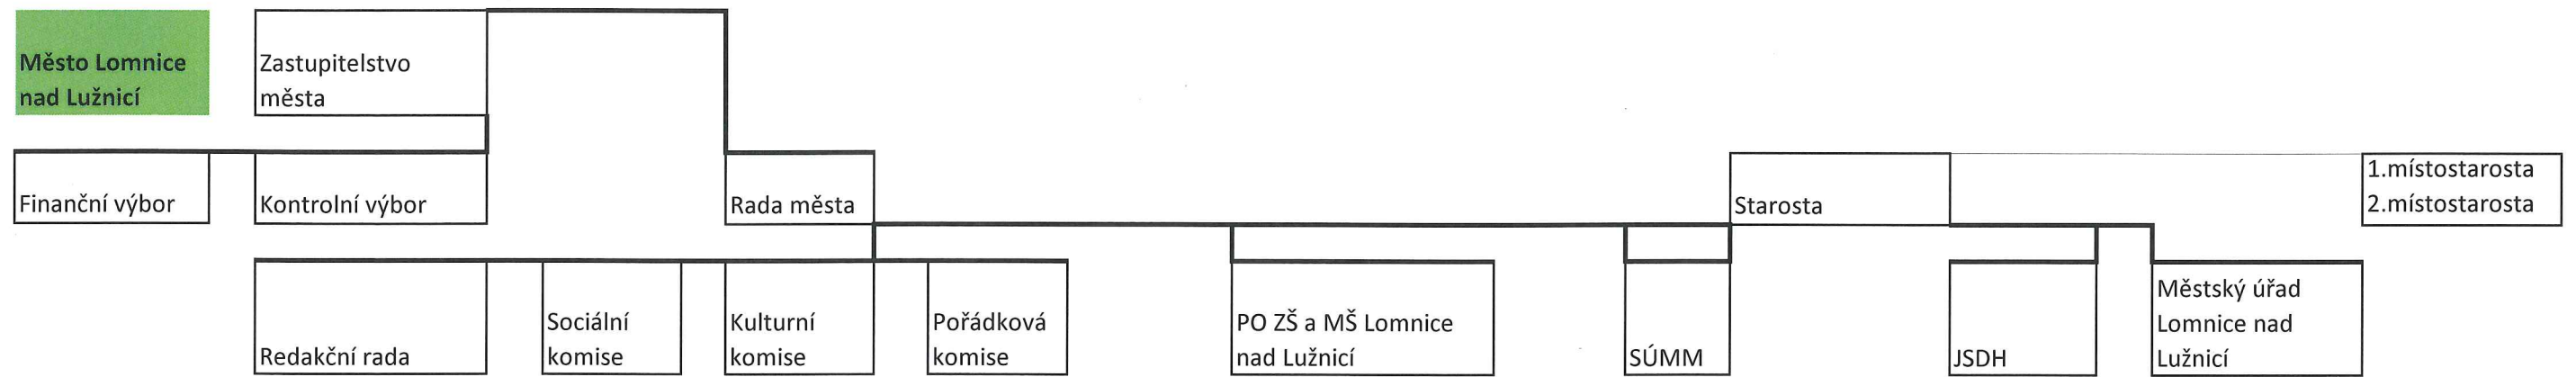 Město Lomnice
nad Lužnicí
Zastupitelstvo
města
Finanční výbor
Kontrolní výbor
Rada města
Starosta
1.místostarosta
2.místostarosta
Redakční rada
Sociální
komise
Kulturní
komise
Pořádková
komise
PO ZŠ a MŠ Lomnice
nad Lužnicí
SÚMM
JSDH
Městský úřad
Lomnice nad
Lužnicí